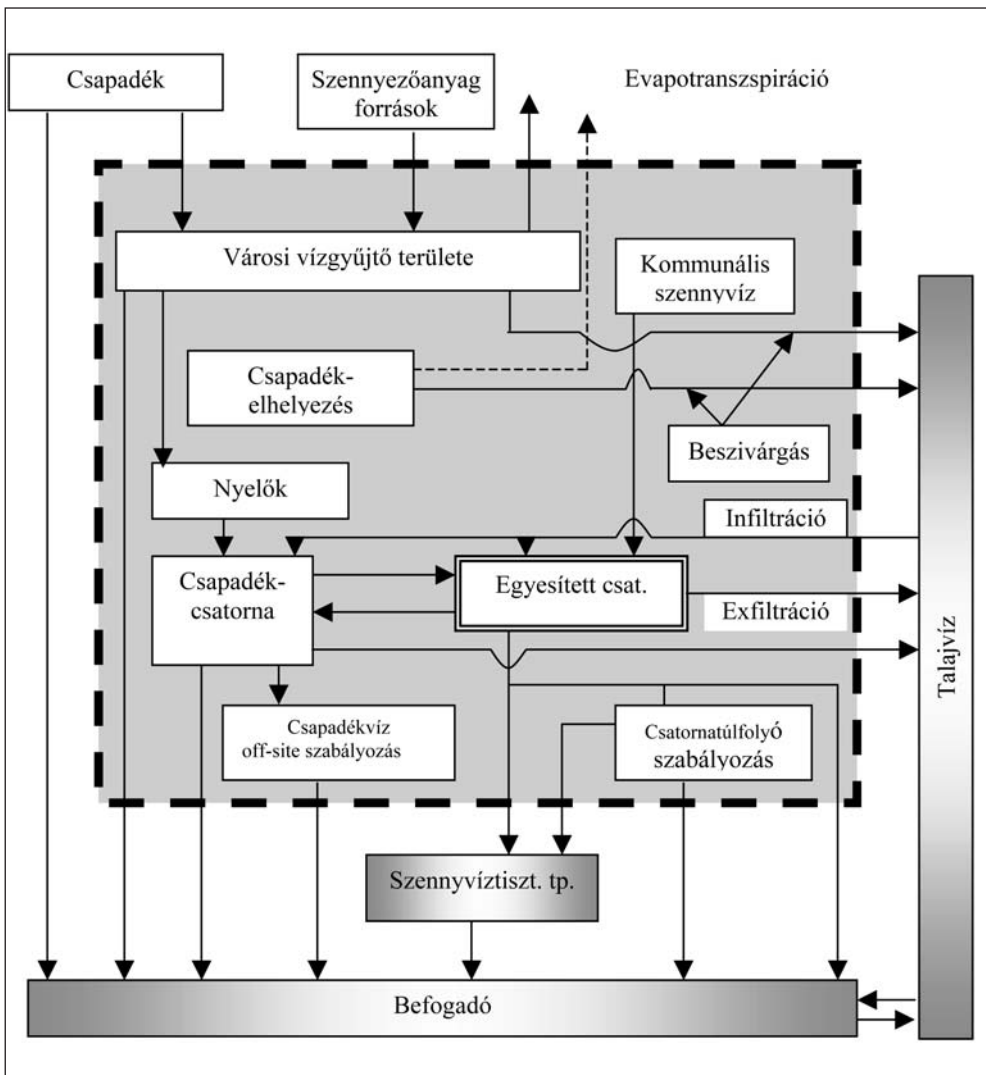 Csapadék
Szennyezőanyag
források
Evapotranszspiráció
Városi vízgyűjtő területe
Kommunális
szennyvíz
Csapadék-
elhelyezés
Beszivárgás
Nyelők
Infiltráció
Csapadék-
csatorna
Egyesített csat.
Exfiltráció
Talajvíz
Csapadékvíz
off-site szabályozás
Csatornatúlfolyó
szabályozás
Szennyvíztiszt. tp.
Befogadó